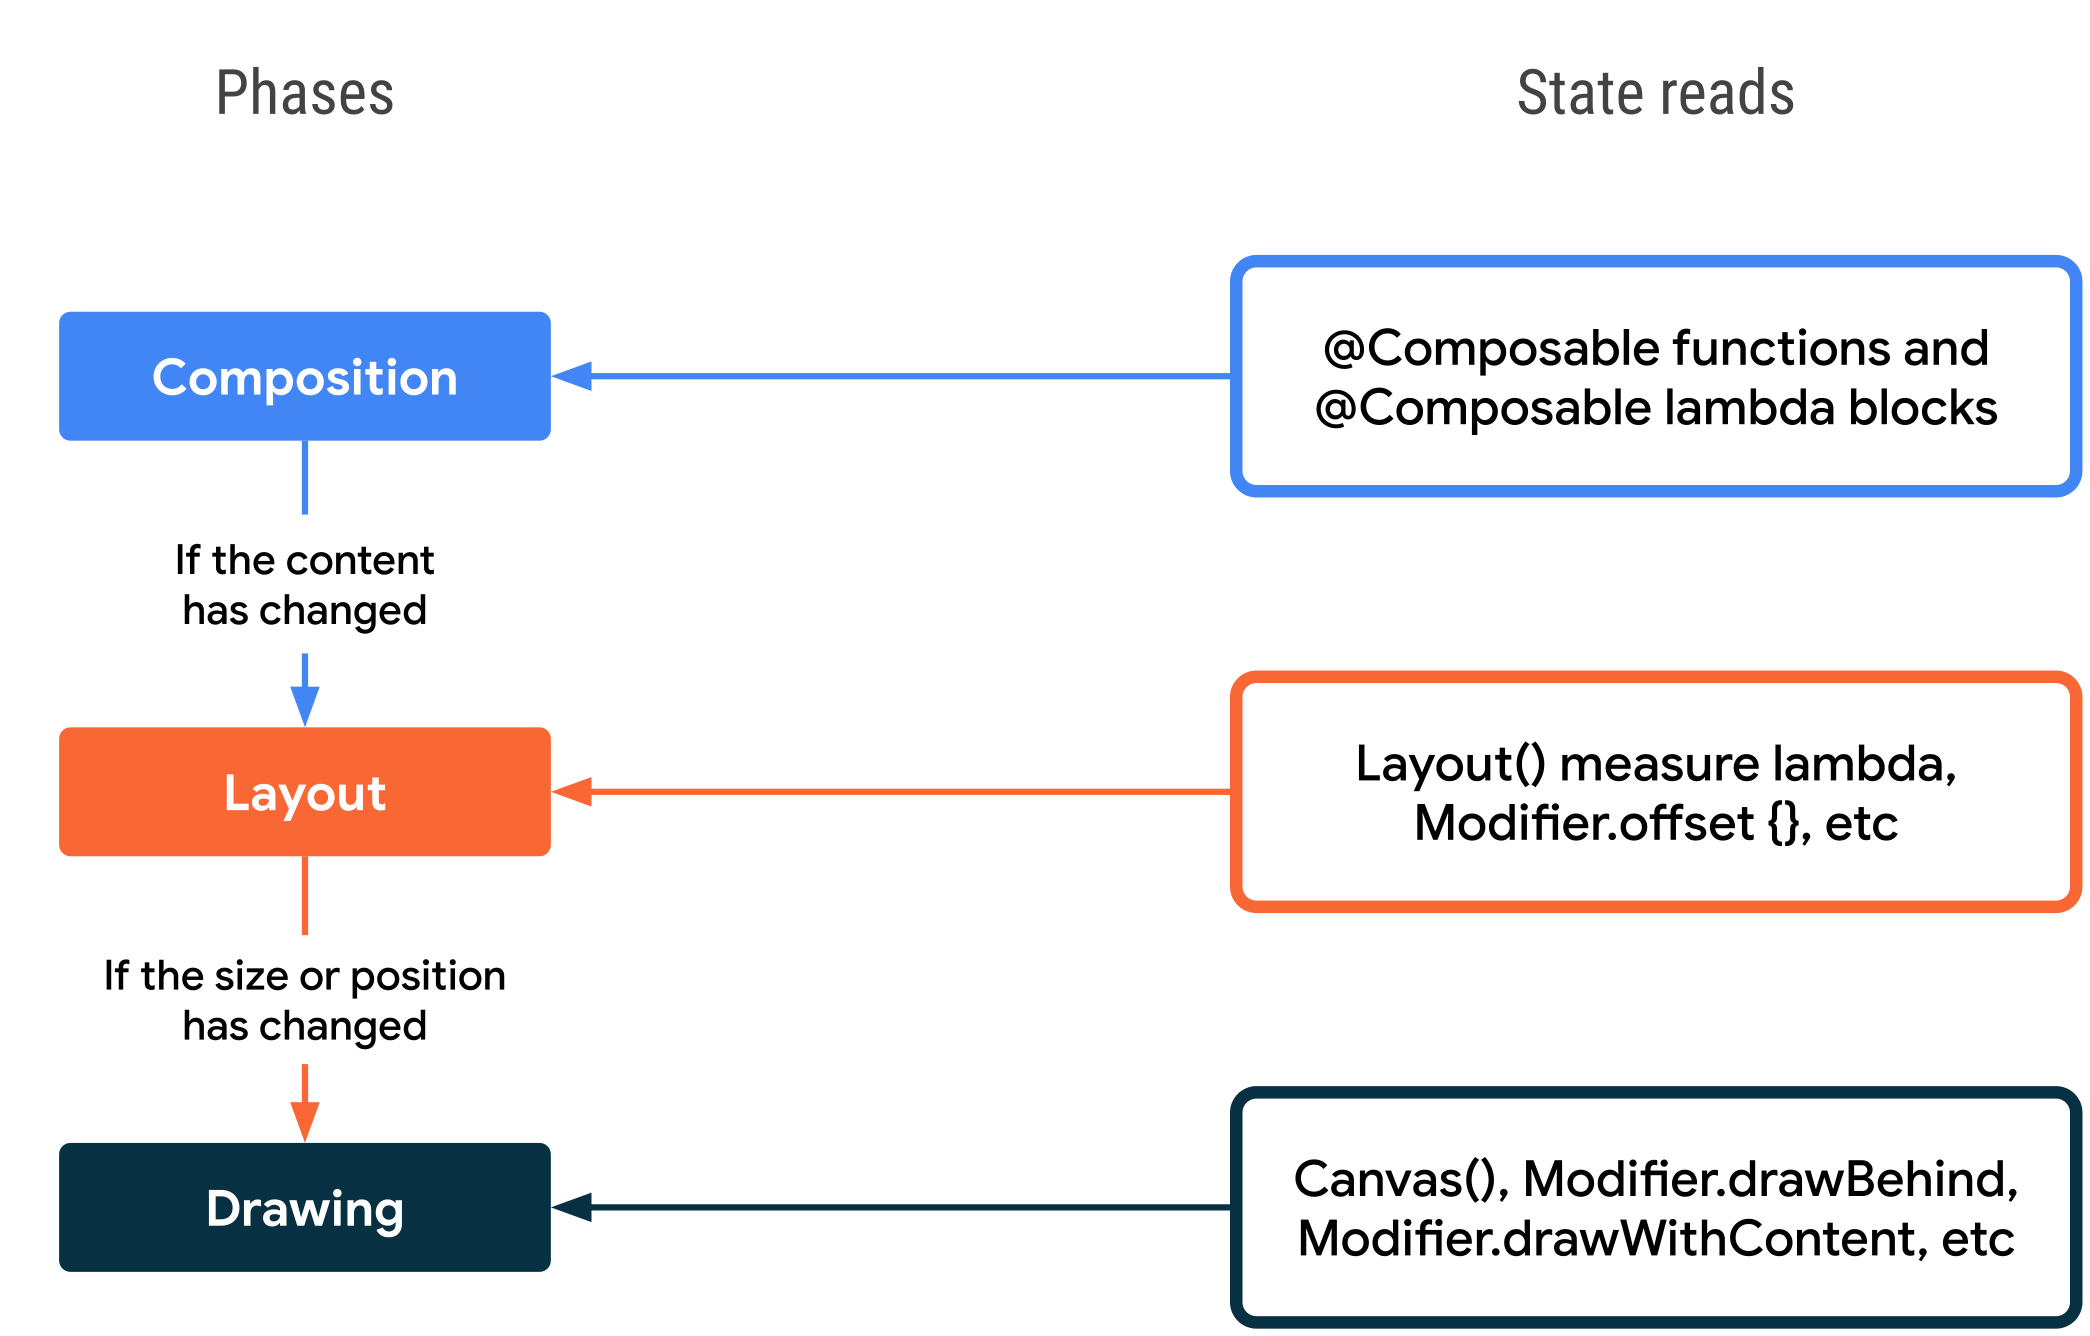 Phases
State reads
Composition
@Composable functions and
@Composable lambda blocks
If the content
has changed
Layout
Layout() measure lambda,
Modifier.offset {}, etc
If the size or position
has changed
Drawing
Canvas(), Modifier.drawBehind,
Modifier.drawWithContent, etc